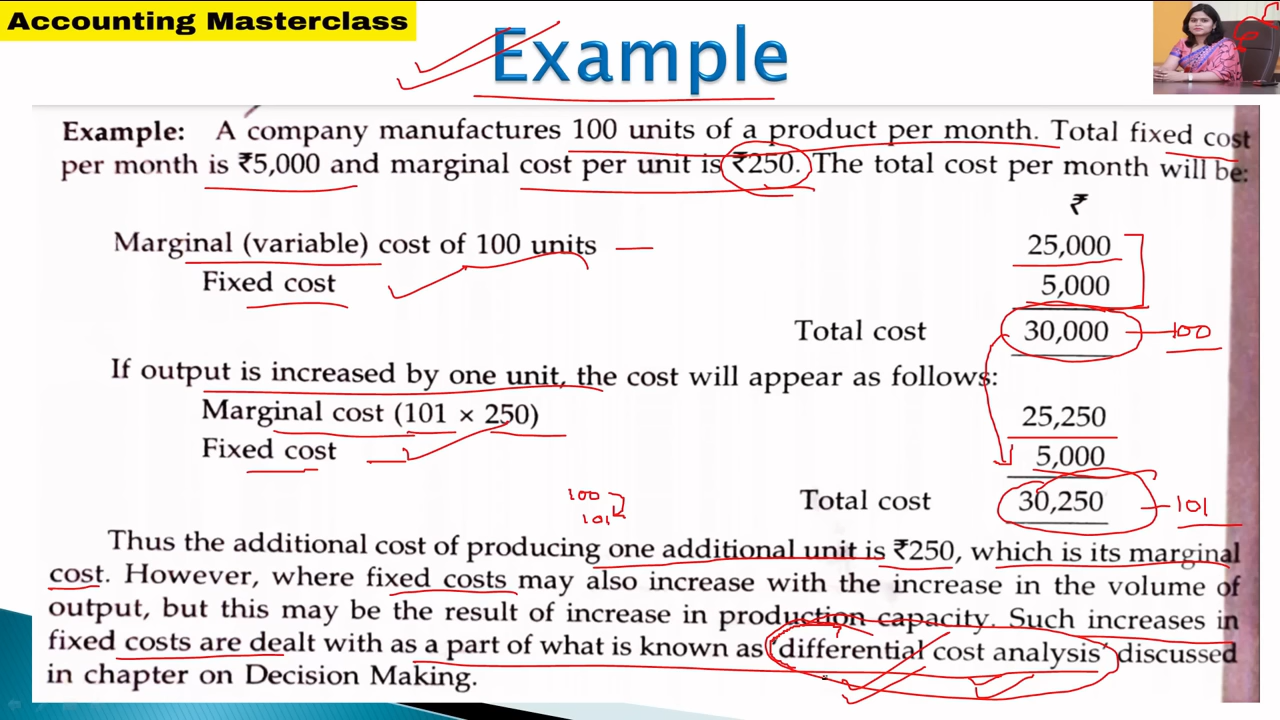 Accounting Masterclass
Example
Example: A company manufactures 100 units of a product per month. Total fixed cost
per month is ₹5,000 and marginal cost per unit is ₹250. The total cost per month will be:
₹
Marginal (variable) cost of 100 units 25,000
Fixed cost 5,000
Total cost 30,000 100
If output is increased by one unit, the cost will appear as follows:
Marginal cost (101 × 250) 25,250
Fixed cost 5,000
100
101
Total cost 30,250 101
Thus the additional cost of producing one additional unit is ₹250, which is its marginal
cost. However, where fixed costs may also increase with the increase in the volume of
output, but this may be the result of increase in production capacity. Such increases in
fixed costs are dealt with as a part of what is known as differential cost analysis' discussed
in chapter on Decision Making.